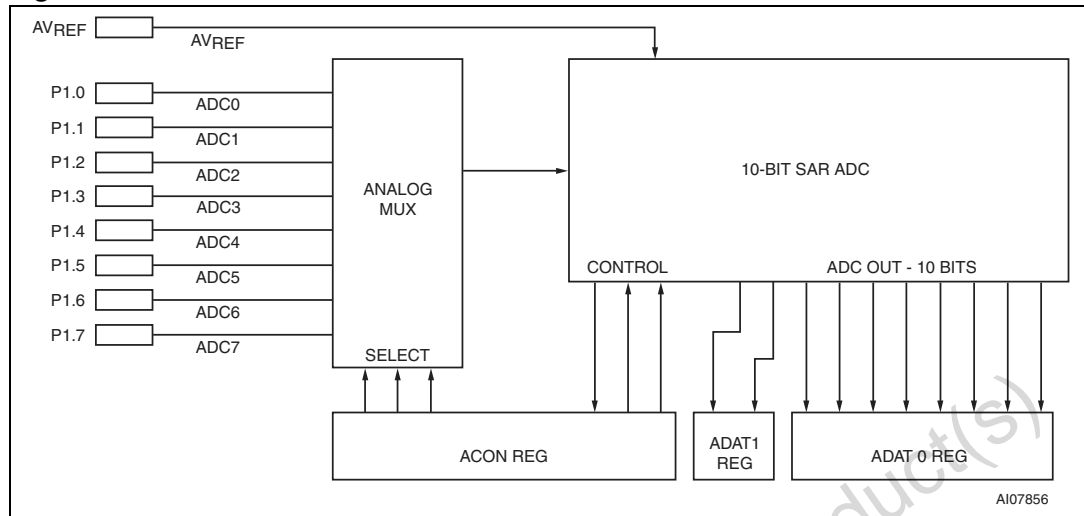 AVREF
AVREF
P1.0
ADC0
P1.1
ADC1
P1.2
ADC2
P1.3
ADC3
P1.4
ADC4
P1.5
ADC5
P1.6
ADC6
P1.7
ADC7
ANALOG
MUX
SELECT
10-BIT SAR ADC
CONTROL
ADC OUT - 10 BITS
ACON REG
ADAT1
REG
ADAT 0 REG
AI07856